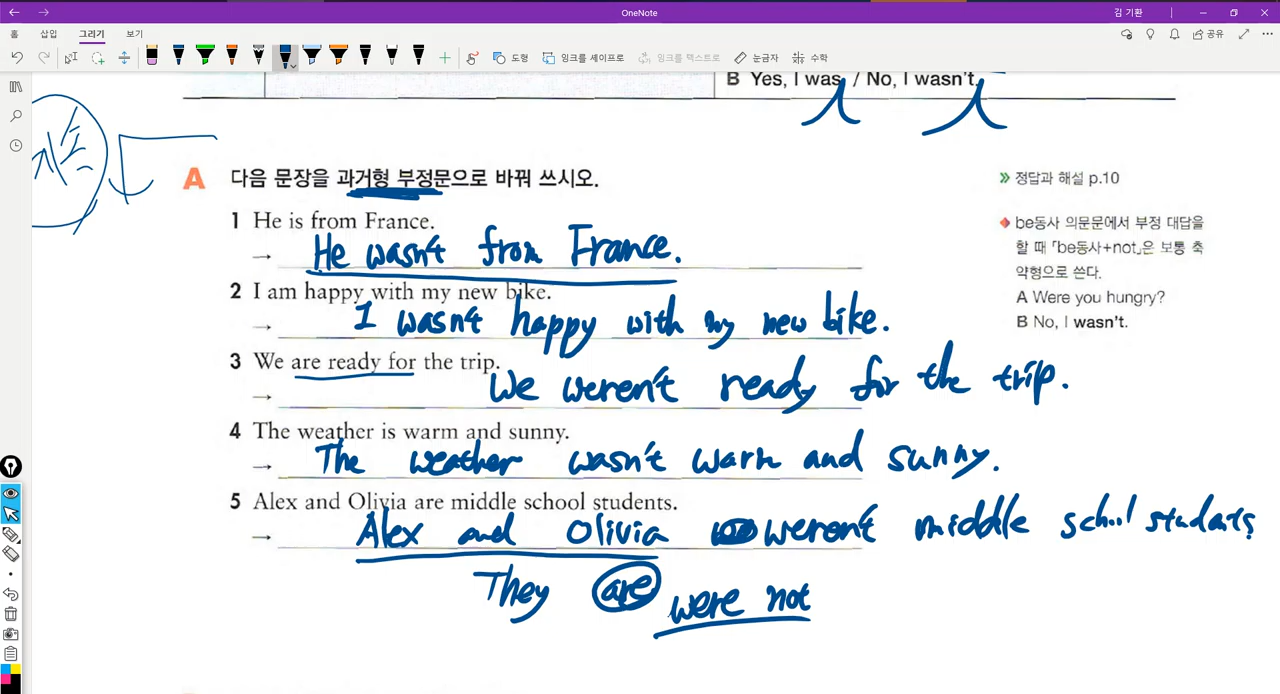 OneNote
김 기환
홈 삽입 그리기 보기
공유
도형 잉크를 셰이프로 잉크를 텍스트로 눈금자 수학
B Yes, I was. / No, I wasn't.
A 다음 문장을 과거형 부정문으로 바꿔 쓰시오.
정답과 해설 p.10
1 He is from France.
→ He wasn't from France.
2 I am happy with my new bike.
→ I wasn't happy with my new bike.
3 We are ready for the trip.
→ We weren't ready for the trip.
4 The weather is warm and sunny.
→ The weather wasn't warm and sunny.
5 Alex and Olivia are middle school students.
→ Alex and Olivia weren't middle school students
They are were not
be동사 의문문에서 부정 대답을
할 때 「be동사+not」은 보통 축
약형으로 쓴다.
A Were you hungry?
B No, I wasn't.